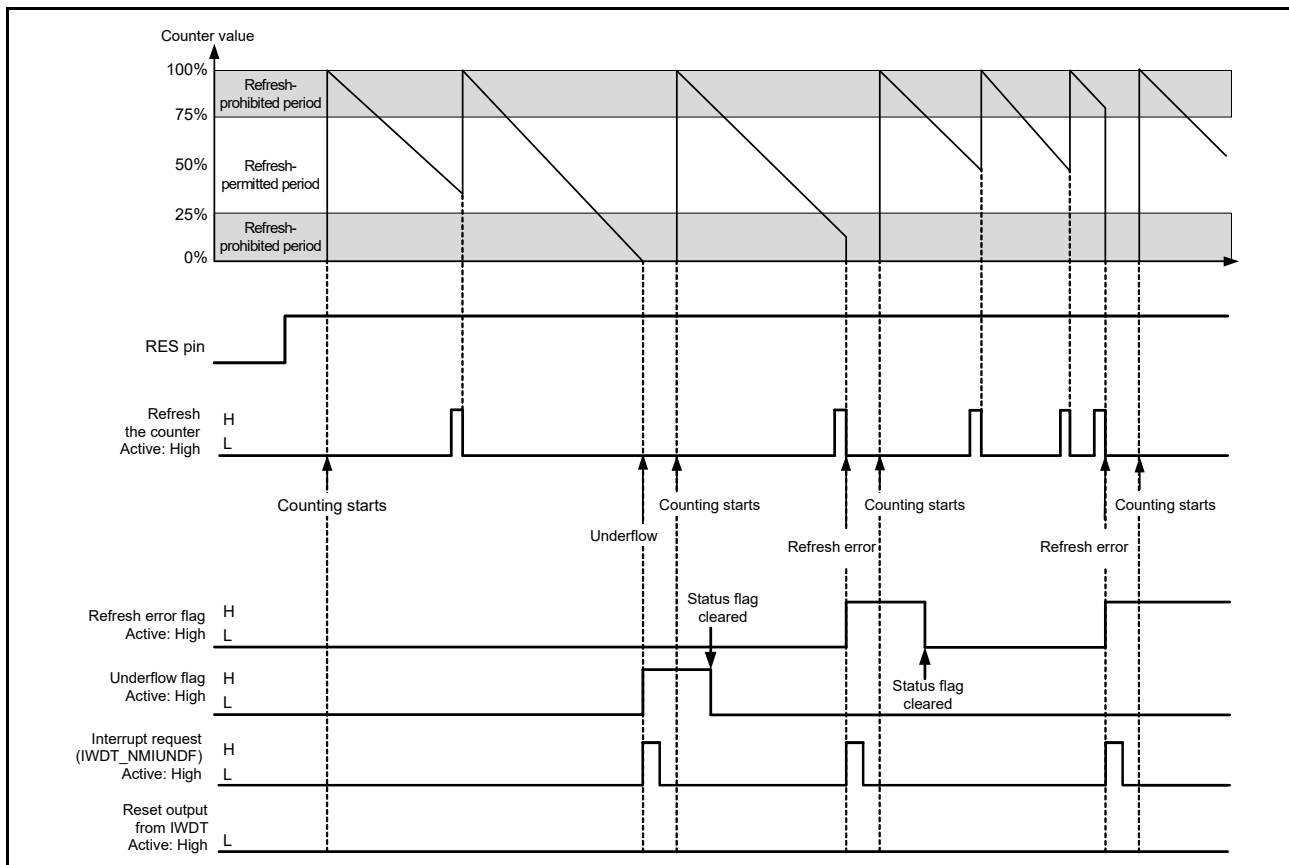 Counter value
100%
Refresh-
prohibited period
75%
50%
Refresh-
permitted period
25%
Refresh-
prohibited period
0%
RES pin
Refresh
the counter
Active: High
H
L
Counting starts
Counting starts
Counting starts
Counting starts
Underflow
Refresh error
Refresh error
Refresh error flag
Active: High
H
L
Status flag
cleared
Status flag
cleared
Underflow flag
Active: High
H
L
Interrupt request
(IWDT_NMIUNDF)
Active: High
H
L
Reset output
from IWDT
Active: High
L